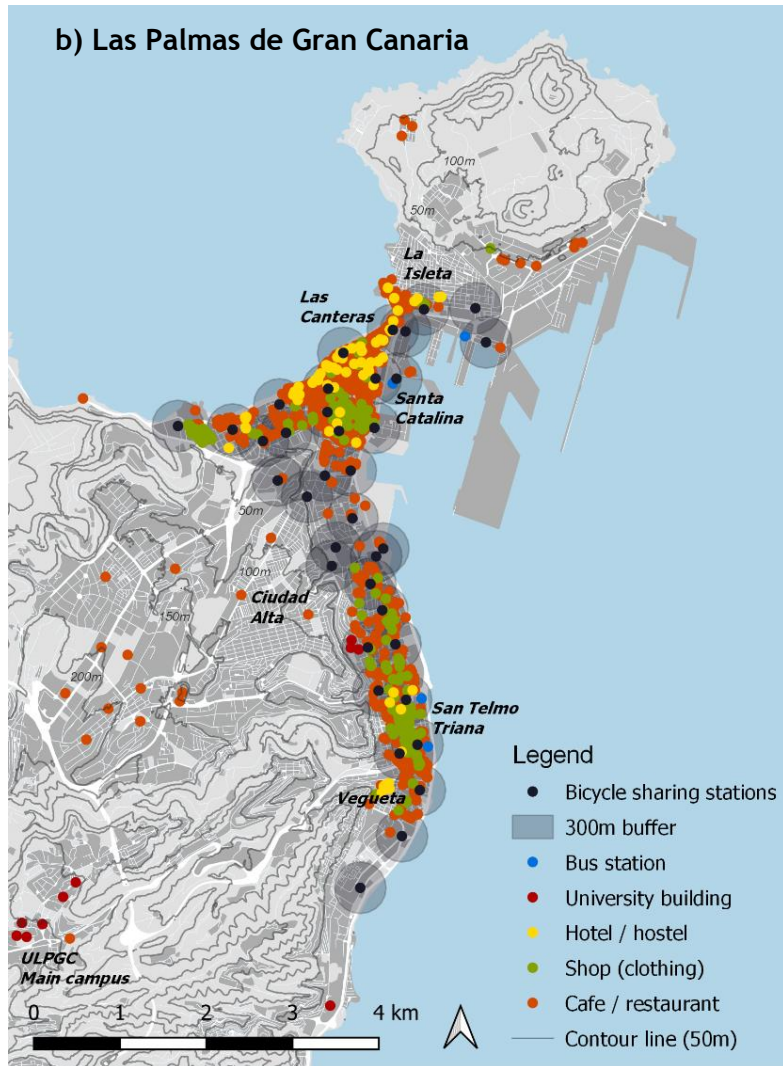 b) Las Palmas de Gran Canaria
100m
50m
La
Isleta
Las
Canteras
Santa
Catalina
50m
100m
Ciudad
Alta
150m
200m
San Telmo
Triana
Vegueta
ULPGC
Main campus
Legend
Bicycle sharing stations
300m buffer
Bus station
University building
Hotel / hostel
Shop (clothing)
Cafe / restaurant
Contour line (50m)
0 1 2 3 4 km